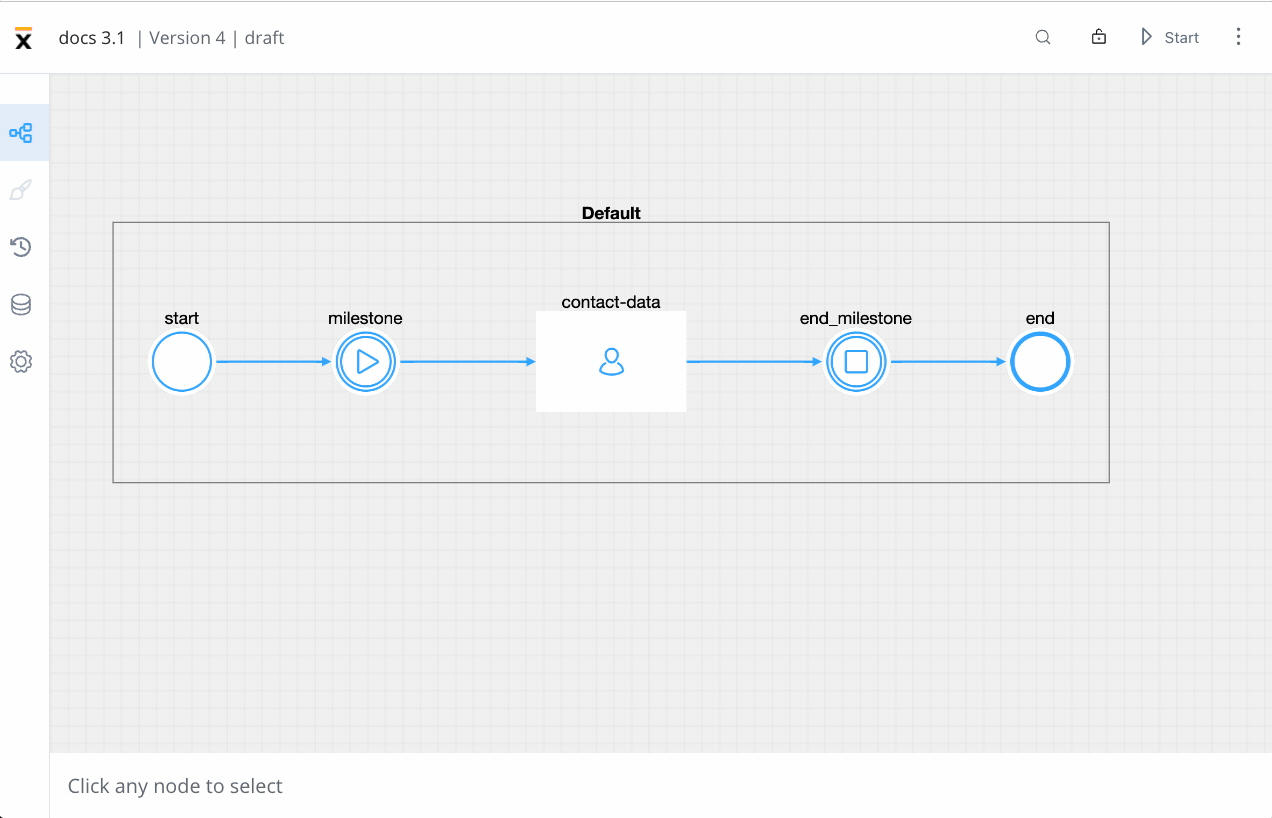 docs 3.1 | Version 4 | draft
Start
Default
contact-data
start
milestone
end_milestone
end
Click any node to select